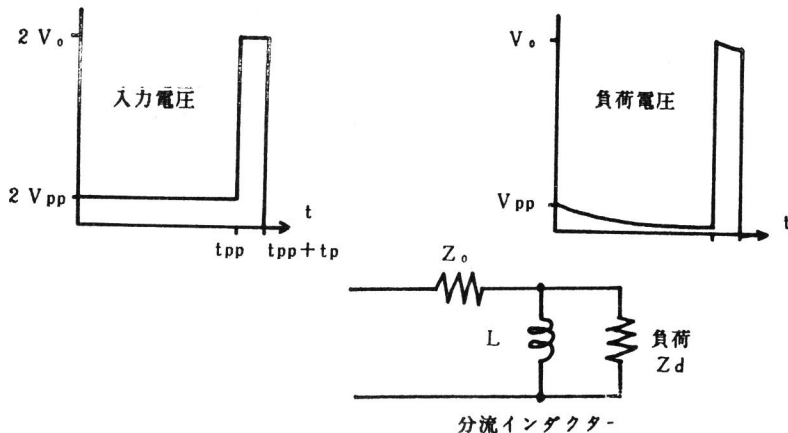 2 V₀
入力電圧
2 Vpp
t
tpp
tpp+tp
V₀
負荷電圧
Vpp
t
Z₀
L
負荷
Zd
分流インダクター